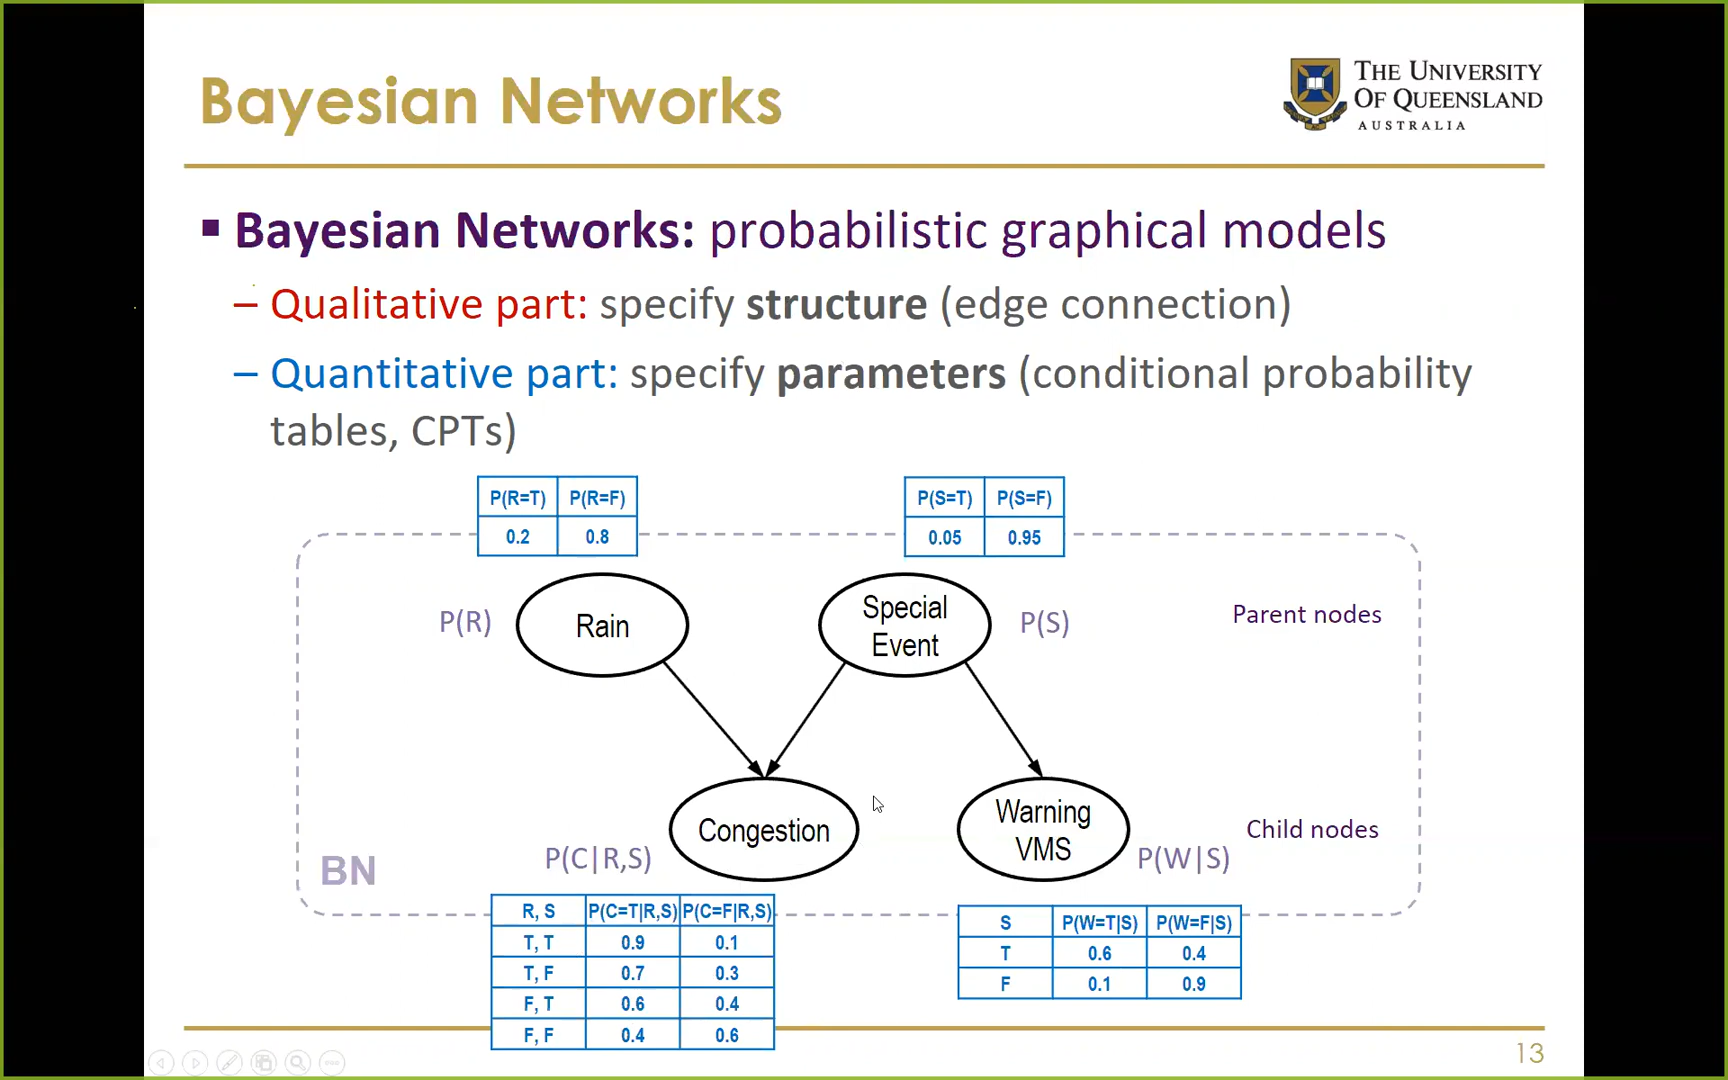 Bayesian Networks
THE UNIVERSITY
OF QUEENSLAND
AUSTRALIA
▪ Bayesian Networks: probabilistic graphical models
– Qualitative part: specify structure (edge connection)
– Quantitative part: specify parameters (conditional probability
tables, CPTs)
P(R=T) P(R=F)
0.2 0.8
P(S=T) P(S=F)
0.05 0.95
P(R)
Rain
Special
Event
P(S)
Parent nodes
Congestion
Warning
VMS
Child nodes
P(C|R,S)
P(W|S)
BN
R, S P(C=T|R,S) P(C=F|R,S)
T, T 0.9 0.1
T, F 0.7 0.3
F, T 0.6 0.4
F, F 0.4 0.6
S P(W=T|S) P(W=F|S)
T 0.6 0.4
F 0.1 0.9
13